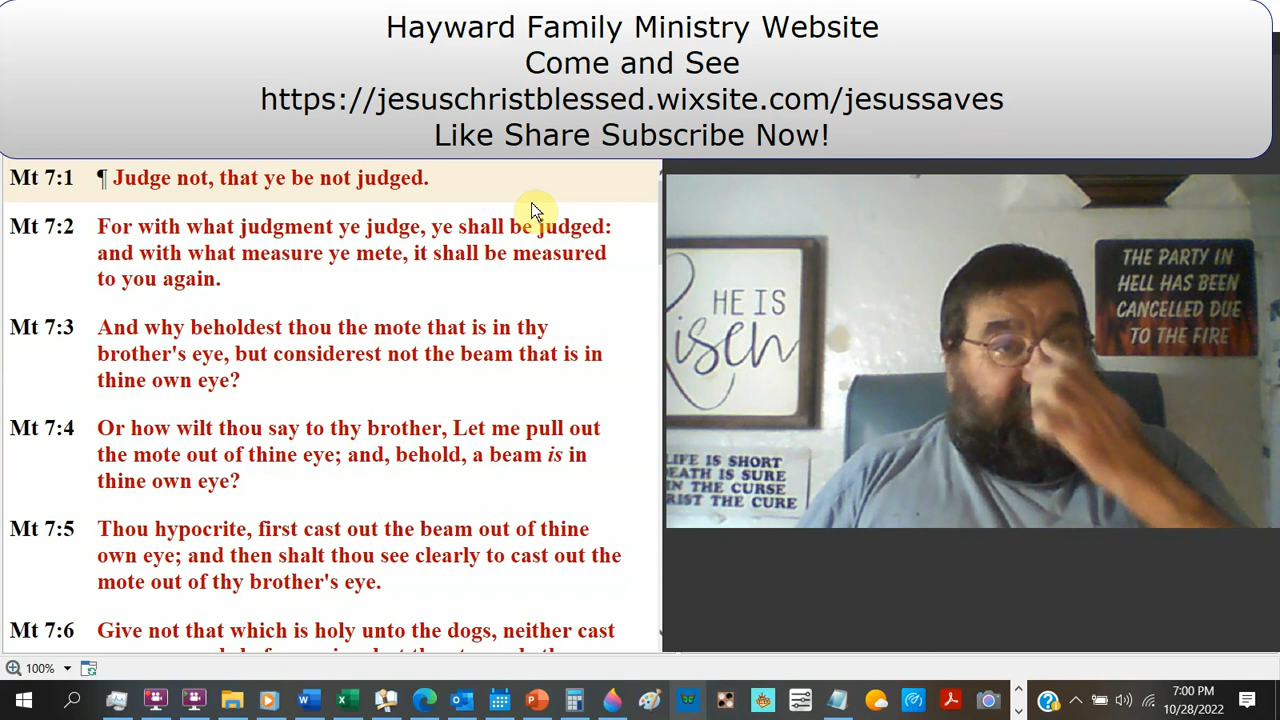 Hayward Family Ministry Website
Come and See
https://jesuschristblessed.wixsite.com/jesussaves
Like Share Subscribe Now!
Mt 7:1 ¶ Judge not, that ye be not judged.
Mt 7:2 For with what judgment ye judge, ye shall be judged:
and with what measure ye mete, it shall be measured
to you again.
Mt 7:3 And why beholdest thou the mote that is in thy
brother's eye, but considerest not the beam that is in
thine own eye?
Mt 7:4 Or how wilt thou say to thy brother, Let me pull out
the mote out of thine eye; and, behold, a beam is in
thine own eye?
Mt 7:5 Thou hypocrite, first cast out the beam out of thine
own eye; and then shalt thou see clearly to cast out the
mote out of thy brother's eye.
Mt 7:6 Give not that which is holy unto the dogs, neither cast
HE IS
Risen
THE PARTY IN
HELL HAS BEEN
CANCELLED DUE
TO THE FIRE
LIFE IS SHORT
EATH IS SURE
IN THE CURSE
RIST THE CURE
100%
7:00 PM
10/28/2022